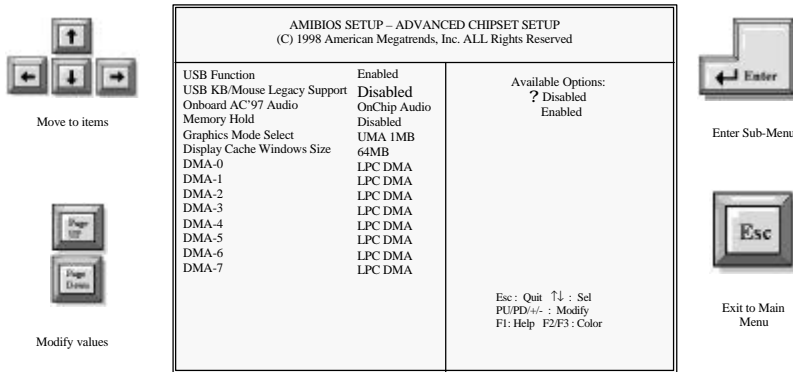 AMIBIOS SETUP – ADVANCED CHIPSET SETUP
(C) 1998 American Megatrends, Inc. ALL Rights Reserved
Move to items
Page UP
Page Down
Modify values
USB Function Enabled
USB KB/Mouse Legacy Support Disabled
Onboard AC'97 Audio OnChip Audio
Memory Hold Disabled
Graphics Mode Select UMA 1MB
Display Cache Windows Size 64MB
DMA-0 LPC DMA
DMA-1 LPC DMA
DMA-2 LPC DMA
DMA-3 LPC DMA
DMA-4 LPC DMA
DMA-5 LPC DMA
DMA-6 LPC DMA
DMA-7 LPC DMA
Available Options:
? Disabled
Enabled
Esc : Quit ↑↓ : Sel
PU/PD/+/- : Modify
F1: Help F2/F3 : Color
Enter
Enter Sub-Menu
Esc
Exit to Main
Menu